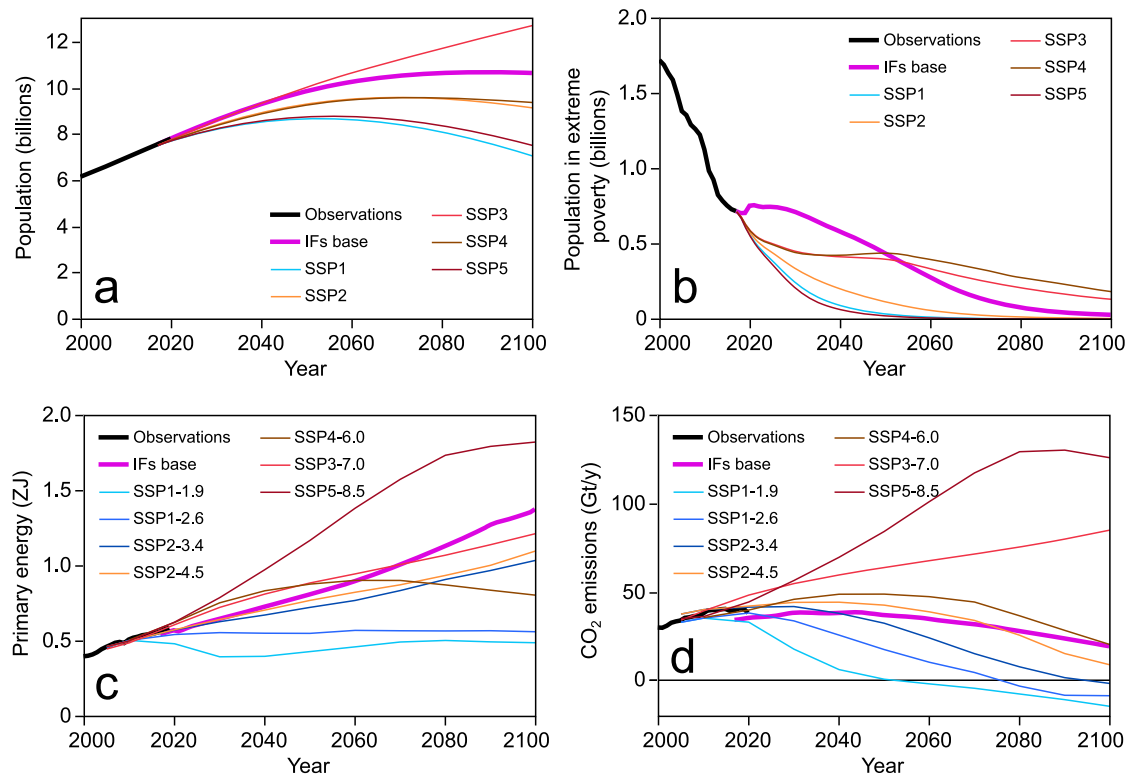 12
10
8
6
4
2
0
Population (billions)
Observations
IFs base
SSP1
SSP2
SSP3
SSP4
SSP5
a
2000 2020 2040 2060 2080 2100
Year
2.0
1.5
1.0
0.5
0
Population in extreme
poverty (billions)
Observations
IFs base
SSP1
SSP2
SSP3
SSP4
SSP5
b
2000 2020 2040 2060 2080 2100
Year
2.0
1.5
1.0
0.5
0
Primary energy (ZJ)
Observations
IFs base
SSP1-1.9
SSP1-2.6
SSP2-3.4
SSP2-4.5
SSP4-6.0
SSP3-7.0
SSP5-8.5
c
2000 2020 2040 2060 2080 2100
Year
150
100
50
0
CO2 emissions (Gt/y)
Observations
IFs base
SSP1-1.9
SSP1-2.6
SSP2-3.4
SSP2-4.5
SSP4-6.0
SSP3-7.0
SSP5-8.5
d
2000 2020 2040 2060 2080 2100
Year